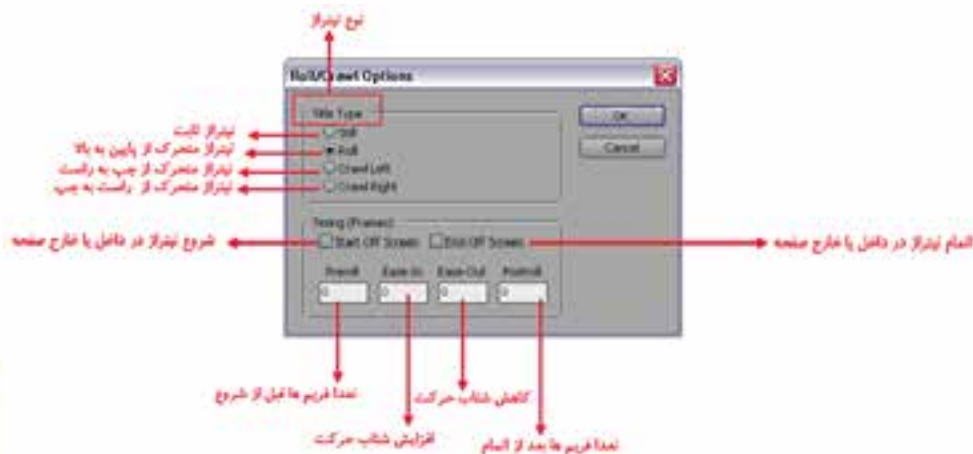 نوع تیتراژ
Roll/Crawl Options
Title Type
OK
Cancel
Still
تیتراژ ثابت
Roll
تیتراژ متحرک از پایین به بالا
Crawl Left
تیتراژ متحرک از چپ به راست
Crawl Right
تیتراژ متحرک از راست به چپ
Timing (Frames)
شروع تیتراژ در داخل یا خارج صفحه
Start Off Screen
End Off Screen
اتمام تیتراژ در داخل یا خارج صفحه
Preroll Ease-In Ease-Out Postroll
0 0 0 0
تعدا فریم ها قبل از شروع
کاهش شتاب حرکت
افزایش شتاب حرکت
تعدا فریم ها بعد از اتمام